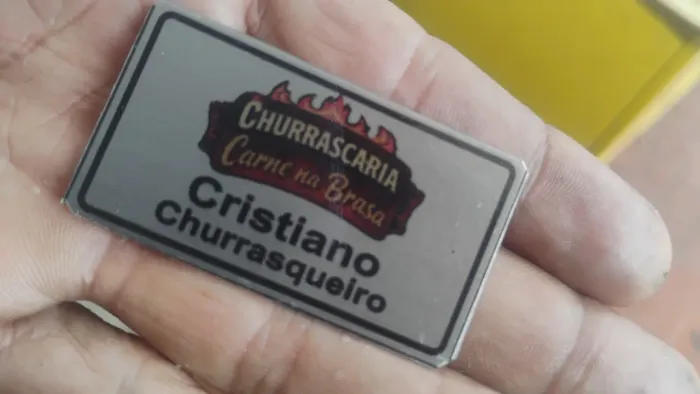 CHURRASCARIA
Carne na Brasa
Cristiano
Churrasqueiro